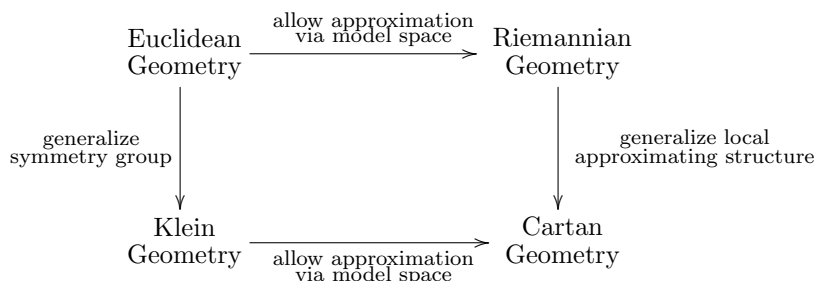 Euclidean
Geometry
allow approximation
via model space
Riemannian
Geometry
generalize
symmetry group
generalize local
approximating structure
Klein
Geometry
allow approximation
via model space
Cartan
Geometry